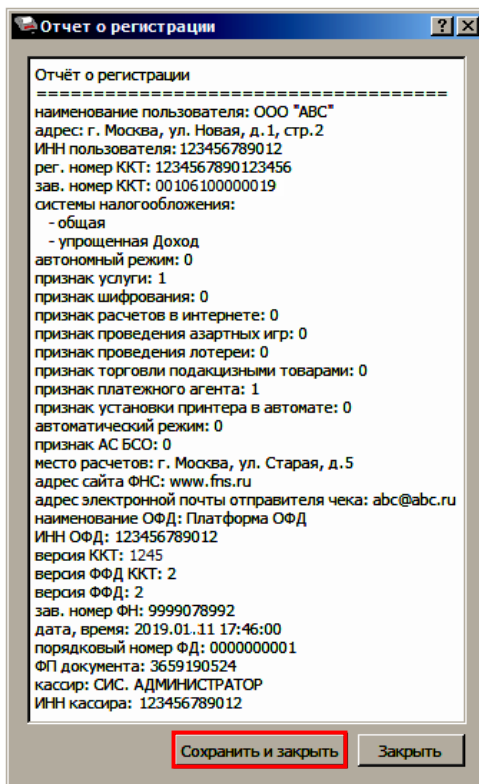 Отчет о регистрации
Отчёт о регистрации
======================================
наименование пользователя: ООО "АВС"
адрес: г. Москва, ул. Новая, д.1, стр.2
ИНН пользователя: 123456789012
рег. номер ККТ: 1234567890123456
зав. номер ККТ: 00106100000019
системы налогообложения:
- общая
- упрощенная Доход
автономный режим: 0
признак услуги: 1
признак шифрования: 0
признак расчетов в интернете: 0
признак проведения азартных игр: 0
признак проведения лотереи: 0
признак торговли подакцизными товарами: 0
признак платежного агента: 1
признак установки принтера в автомате: 0
автоматический режим: 0
признак АС БСО: 0
место расчетов: г. Москва, ул. Старая, д.5
адрес сайта ФНС: www.fns.ru
адрес электронной почты отправителя чека: abc@abc.ru
наименование ОФД: Платформа ОФД
ИНН ОФД: 123456789012
версия ККТ: 1245
версия ФФД ККТ: 2
версия ФФД: 2
зав. номер ФН: 9999078992
дата, время: 2019.01..11 17:46:00
порядковый номер ФД: 0000000001
ФП документа: 3659190524
кассир: СИС. АДМИНИСТРАТОР
ИНН кассира: 123456789012
Сохранить и закрыть Закрыть